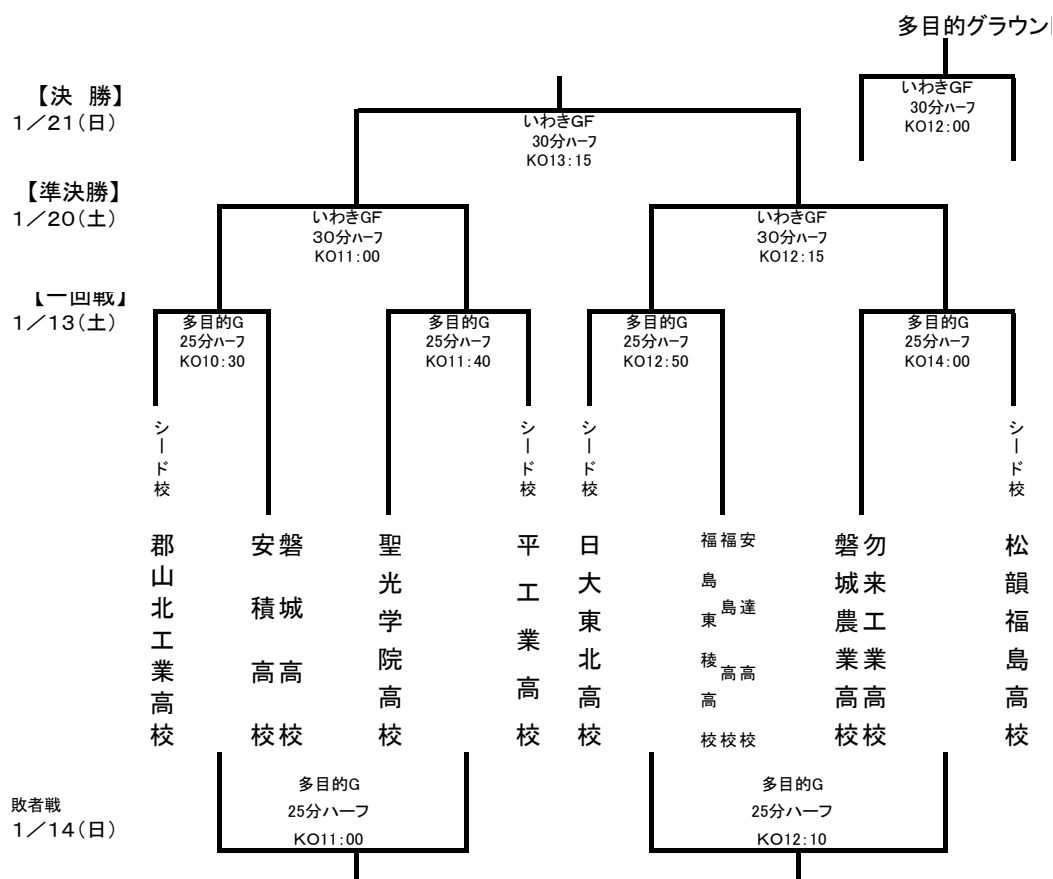 多目的グラウン
【決 勝】
1／21（日）
いわきGF
30分ハーフ
KO12：00
いわきGF
30分ハーフ
KO13：15
【準決勝】
1／20（土）
いわきGF
30分ハーフ
KO11：00
いわきGF
30分ハーフ
KO12：15
【一回戦】
1／13（土）
多目的G
25分ハーフ
KO10：30
多目的G
25分ハーフ
KO11：40
多目的G
25分ハーフ
KO12：50
多目的G
25分ハーフ
KO14：00
シード校
シード校
シード校
シード校
郡山北工業高校
安積高校
磐城高校
聖光学院高校
平工業高校
日大東北高校
福島東稜高校
福島高校
安達高校
磐城農業高校
勿来工業高校
松韻福島高校
敗者戦
1／14（日）
多目的G
25分ハーフ
KO11：00
多目的G
25分ハーフ
KO12：10